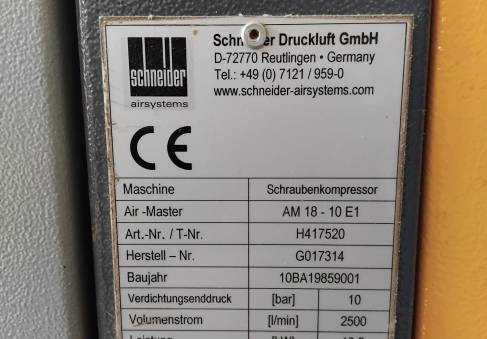 schneider
airsystems
Schneider Druckluft GmbH
D-72770 Reutlingen • Germany
Tel.: +49 (0) 7121 / 959-0
www.schneider-airsystems.com
CE
Maschine Schraubenkompressor
Air -Master AM 18 - 10 E1
Art.-Nr. / T-Nr. H417520
Herstell – Nr. G017314
Baujahr 10BA19859001
Verdichtungsenddruck [bar] 10
Volumenstrom [l/min] 2500